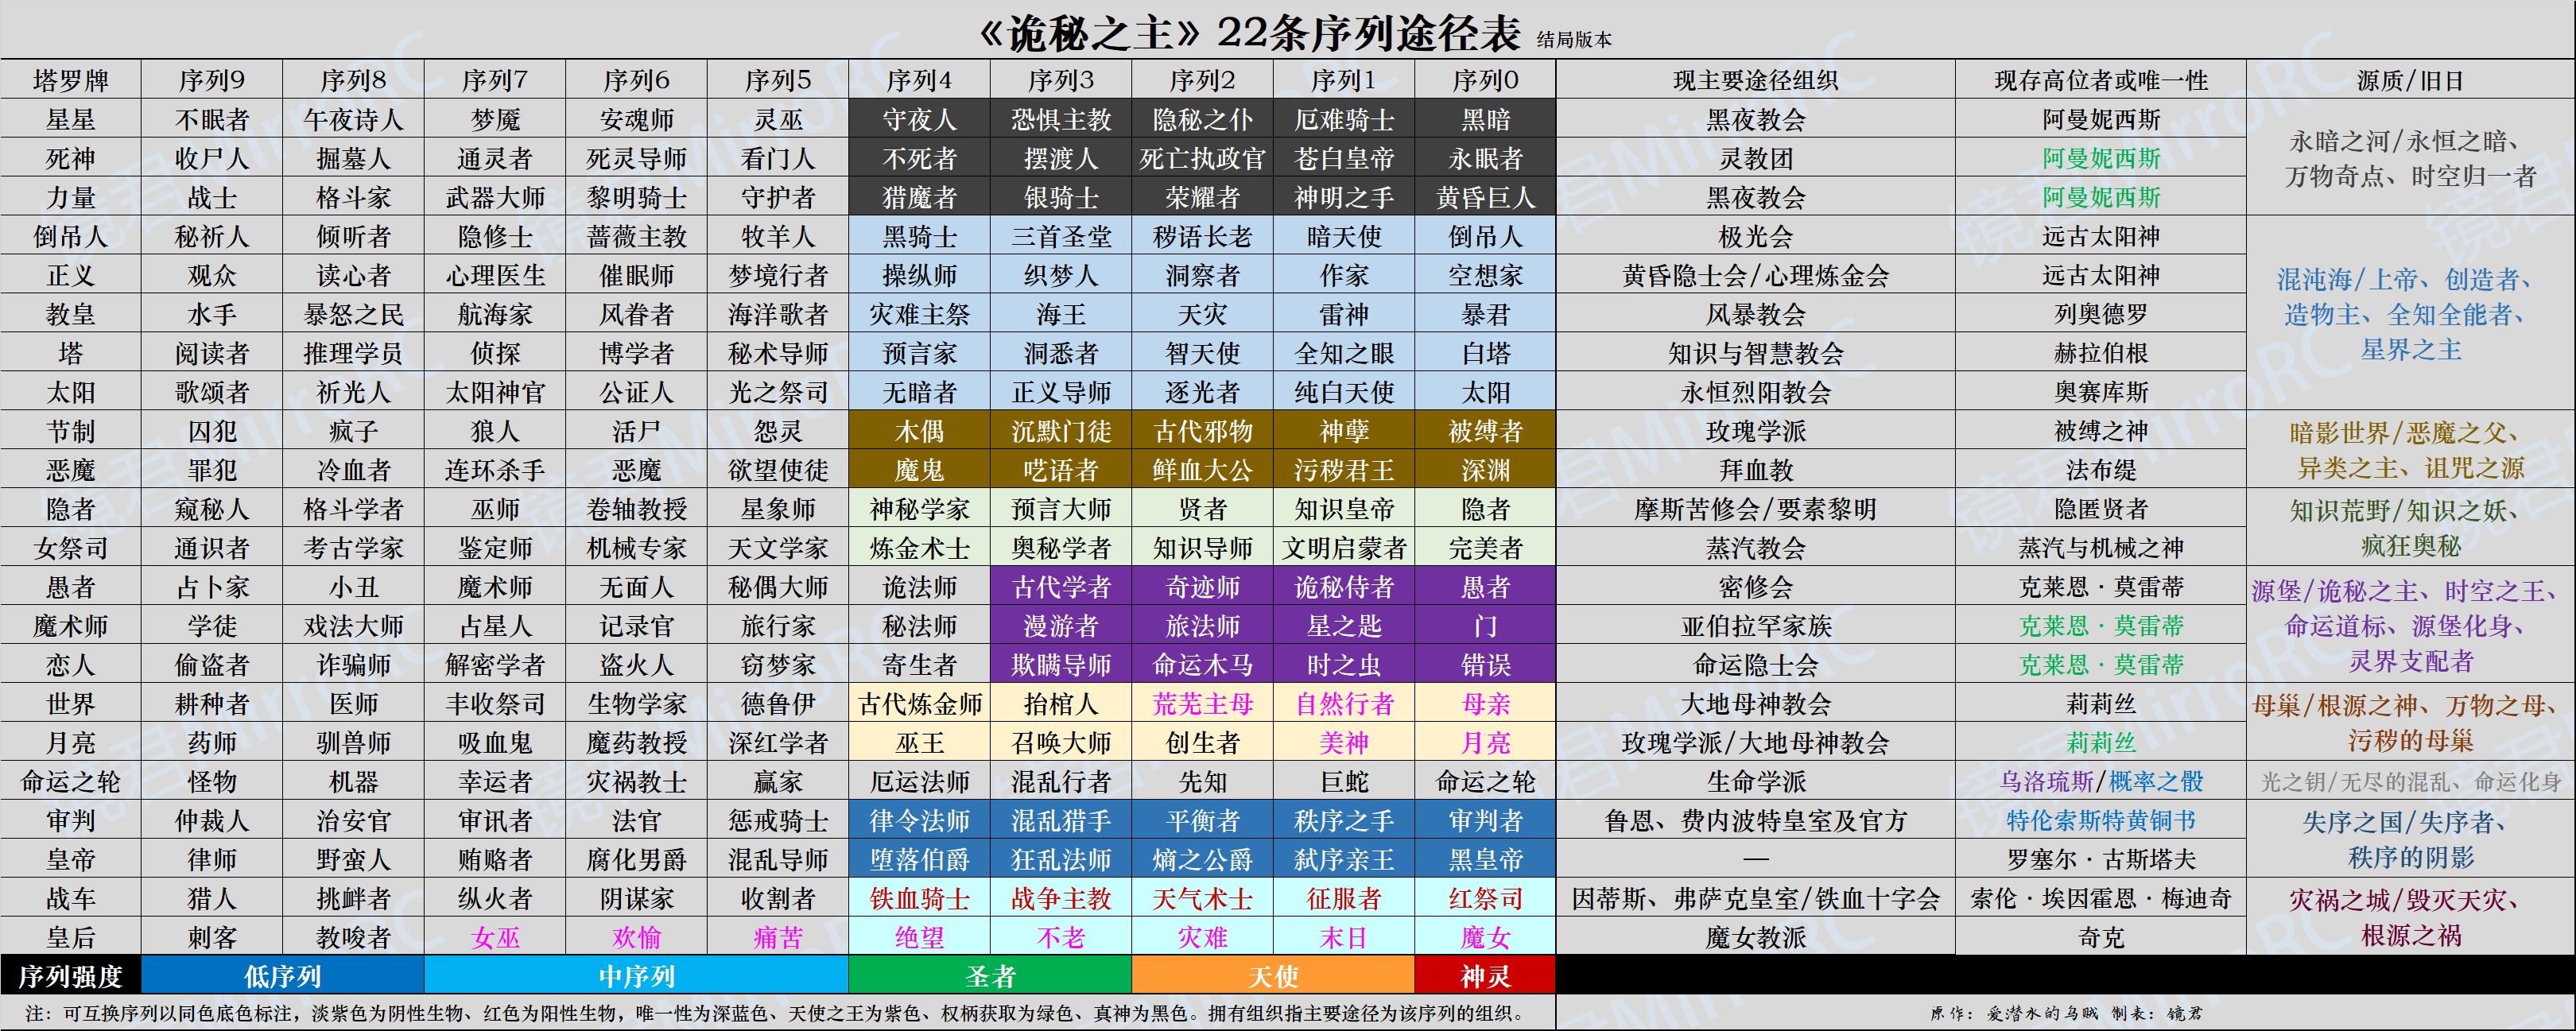 《诡秘之主》22条序列途径表 结局版本
塔罗牌 序列9 序列8 序列7 序列6 序列5 序列4 序列3 序列2 序列1 序列0 现主要途径组织 现存高位者或唯一性 源质/旧日
星星 不眠者 午夜诗人 梦魇 安魂师 灵巫 守夜人 恐惧主教 隐秘之仆 厄难骑士 黑暗 黑夜教会 阿曼妮西斯
永暗之河/永恒之暗、
死神 收尸人 掘墓人 通灵者 死灵导师 看门人 不死者 摆渡人 死亡执政官 苍白皇帝 永眠者 灵教团 阿曼妮西斯
万物奇点、时空归一者
力量 战士 格斗家 武器大师 黎明骑士 守护者 猎魔者 银骑士 荣耀者 神明之手 黄昏巨人 黑夜教会 阿曼妮西斯
倒吊人 秘祈人 倾听者 隐修士 蔷薇主教 牧羊人 黑骑士 三首圣堂 秽语长老 暗天使 倒吊人 极光会 远古太阳神
正义 观众 读心者 心理医生 催眠师 梦境行者 操纵师 织梦人 洞察者 作家 空想家 黄昏隐士会/心理炼金会 远古太阳神
混沌海/上帝、创造者、
教皇 水手 暴怒之民 航海家 风眷者 海洋歌者 灾难主祭 海王 天灾 雷神 暴君 风暴教会 列奥德罗
造物主、全知全能者、
塔 阅读者 推理学员 侦探 博学者 秘术导师 预言家 洞悉者 智天使 全知之眼 白塔 知识与智慧教会 赫拉伯根
星界之主
太阳 歌颂者 祈光人 太阳神官 公证人 光之祭司 无暗者 正义导师 逐光者 纯白天使 太阳 永恒烈阳教会 奥赛库斯
节制 囚犯 疯子 狼人 活尸 怨灵 木偶 沉默门徒 古代邪物 神孽 被缚者 玫瑰学派 被缚之神
暗影世界/恶魔之父、
恶魔 罪犯 冷血者 连环杀手 恶魔 欲望使徒 魔鬼 呓语者 鲜血大公 污秽君王 深渊 拜血教 法布缇
异类之主、诅咒之源
隐者 窥秘人 格斗学者 巫师 卷轴教授 星象师 神秘学家 预言大师 贤者 知识皇帝 隐者 摩斯苦修会/要素黎明 隐匿贤者
知识荒野/知识之妖、
女祭司 通识者 考古学家 鉴定师 机械专家 天文学家 炼金术士 奥秘学者 知识导师 文明启蒙者 完美者 蒸汽教会 蒸汽与机械之神
疯狂奥秘
愚者 占卜家 小丑 魔术师 无面人 秘偶大师 诡法师 古代学者 奇迹师 诡秘侍者 愚者 密修会 克莱恩·莫雷蒂
源堡/诡秘之主、时空之王、
魔术师 学徒 戏法大师 占星人 记录官 旅行家 秘法师 漫游者 旅法师 星之匙 门 亚伯拉罕家族 克莱恩·莫雷蒂
命运道标、源堡化身、
恋人 偷盗者 诈骗师 解密学者 盗火人 窃梦家 寄生者 欺瞒导师 命运木马 时之虫 错误 命运隐士会 克莱恩·莫雷蒂
灵界支配者
世界 耕种者 医师 丰收祭司 生物学家 德鲁伊 古代炼金师 抬棺人 荒芜主母 自然行者 母亲 大地母神教会 莉莉丝
母巢/根源之神、万物之母、
月亮 药师 驯兽师 吸血鬼 魔药教授 深红学者 巫王 召唤大师 创生者 美神 月亮 玫瑰学派/大地母神教会 莉莉丝
污秽的母巢
命运之轮 怪物 机器 幸运者 灾祸教士 赢家 厄运法师 混乱行者 先知 巨蛇 命运之轮 生命学派 乌洛琉斯/概率之骰 光之钥/无尽的混乱、命运化身
审判 仲裁人 治安官 审讯者 法官 惩戒骑士 律令法师 混乱猎手 平衡者 秩序之手 审判者 鲁恩、费内波特皇室及官方 特伦索斯特黄铜书
失序之国/失序者、
皇帝 律师 野蛮人 贿赂者 腐化男爵 混乱导师 堕落伯爵 狂乱法师 熵之公爵 弑序亲王 黑皇帝 — 罗塞尔·古斯塔夫
秩序的阴影
战车 猎人 挑衅者 纵火者 阴谋家 收割者 铁血骑士 战争主教 天气术士 征服者 红祭司 因蒂斯、弗萨克皇室/铁血十字会 索伦·埃因霍恩·梅迪奇
灾祸之城/毁灭天灾、
皇后 刺客 教唆者 女巫 欢愉 痛苦 绝望 不老 灾难 末日 魔女 魔女教派 奇克
根源之祸
序列强度 低序列 中序列 圣者 天使 神灵
注：可互换序列以同色底色标注，淡紫色为阴性生物、红色为阳性生物，唯一性为深蓝色、天使之王为紫色、权柄获取为绿色、真神为黑色。拥有组织指主要途径为该序列的组织。
原作：爱潜水的乌贼 制表：镜君
镜君MirroRC